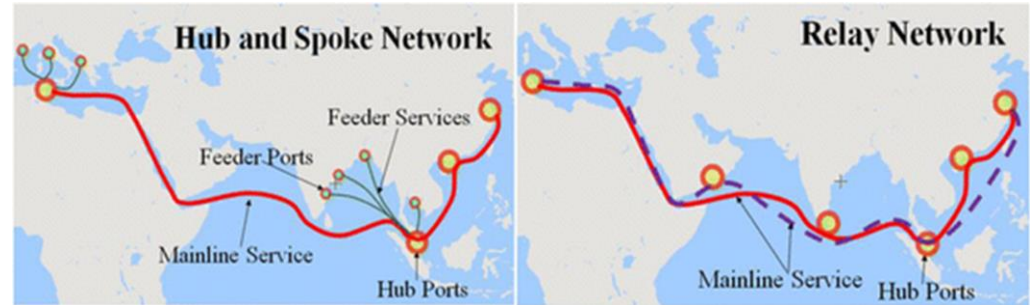 Hub and Spoke Network
Feeder Services
Feeder Ports
Mainline Service
Hub Ports
Relay Network
Mainline Service
Hub Ports